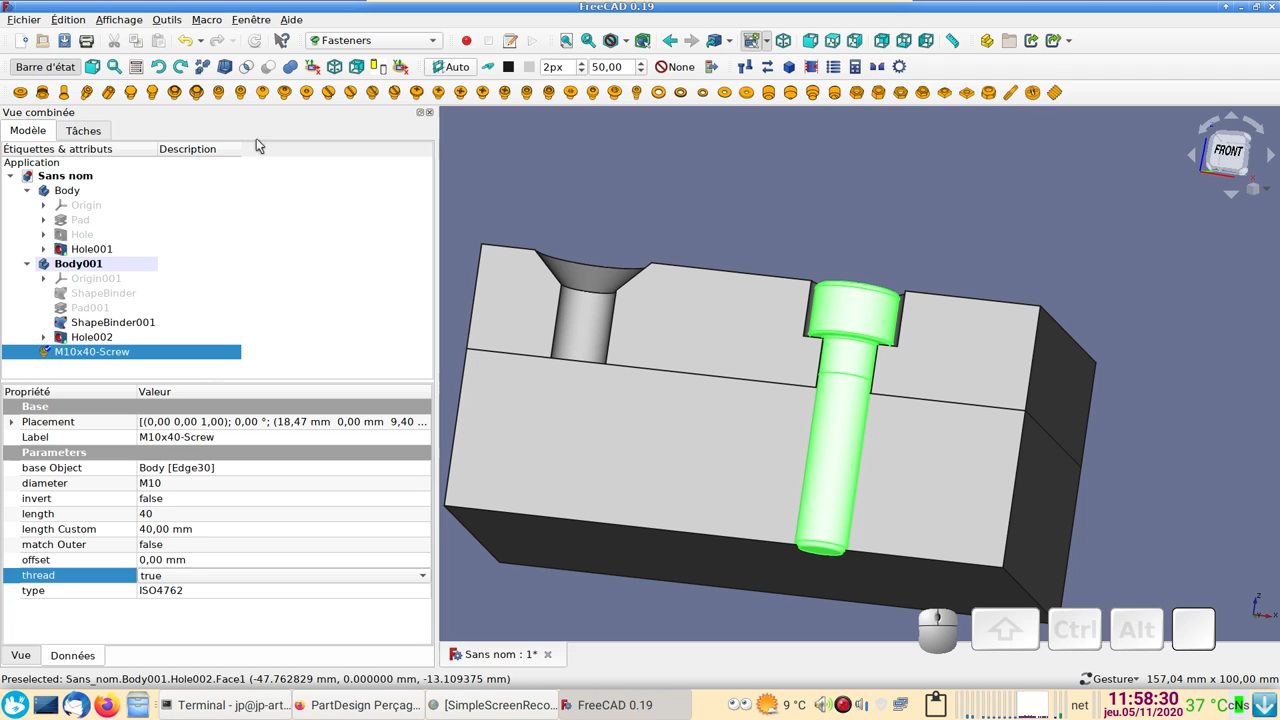 FreeCAD 0.19
Fichier Édition Affichage Outils Macro Fenêtre Aide
Fasteners
Barre d'état Auto 2px 50,00 None
Vue combinée
Modèle Tâches
Étiquettes & attributs Description
Application
Sans nom
Body
Origin
Pad
Hole
Hole001
Body001
Origin001
ShapeBinder
Pad001
ShapeBinder001
Hole002
M10x40-Screw
Propriété Valeur
Base
Placement [(0,00 0,00 1,00); 0,00 °; (18,47 mm 0,00 mm 9,40 ...
Label M10x40-Screw
Parameters
base Object Body [Edge30]
diameter M10
invert false
length 40
length Custom 40,00 mm
match Outer false
offset 0,00 mm
thread true
type ISO4762
Vue Données
FRONT
Ctrl Alt
Sans nom : 1*
Preselected: Sans_nom.Body001.Hole002.Face1 (-47.762829 mm, 0.000000 mm, -13.109375 mm)
Gesture 157,04 mm x 100,00 mm
Terminal - jp@jp-art... PartDesign Perçag... [SimpleScreenReco... FreeCAD 0.19
9 °C
net
11:58:30
jeu.05/11/2020
37 °C